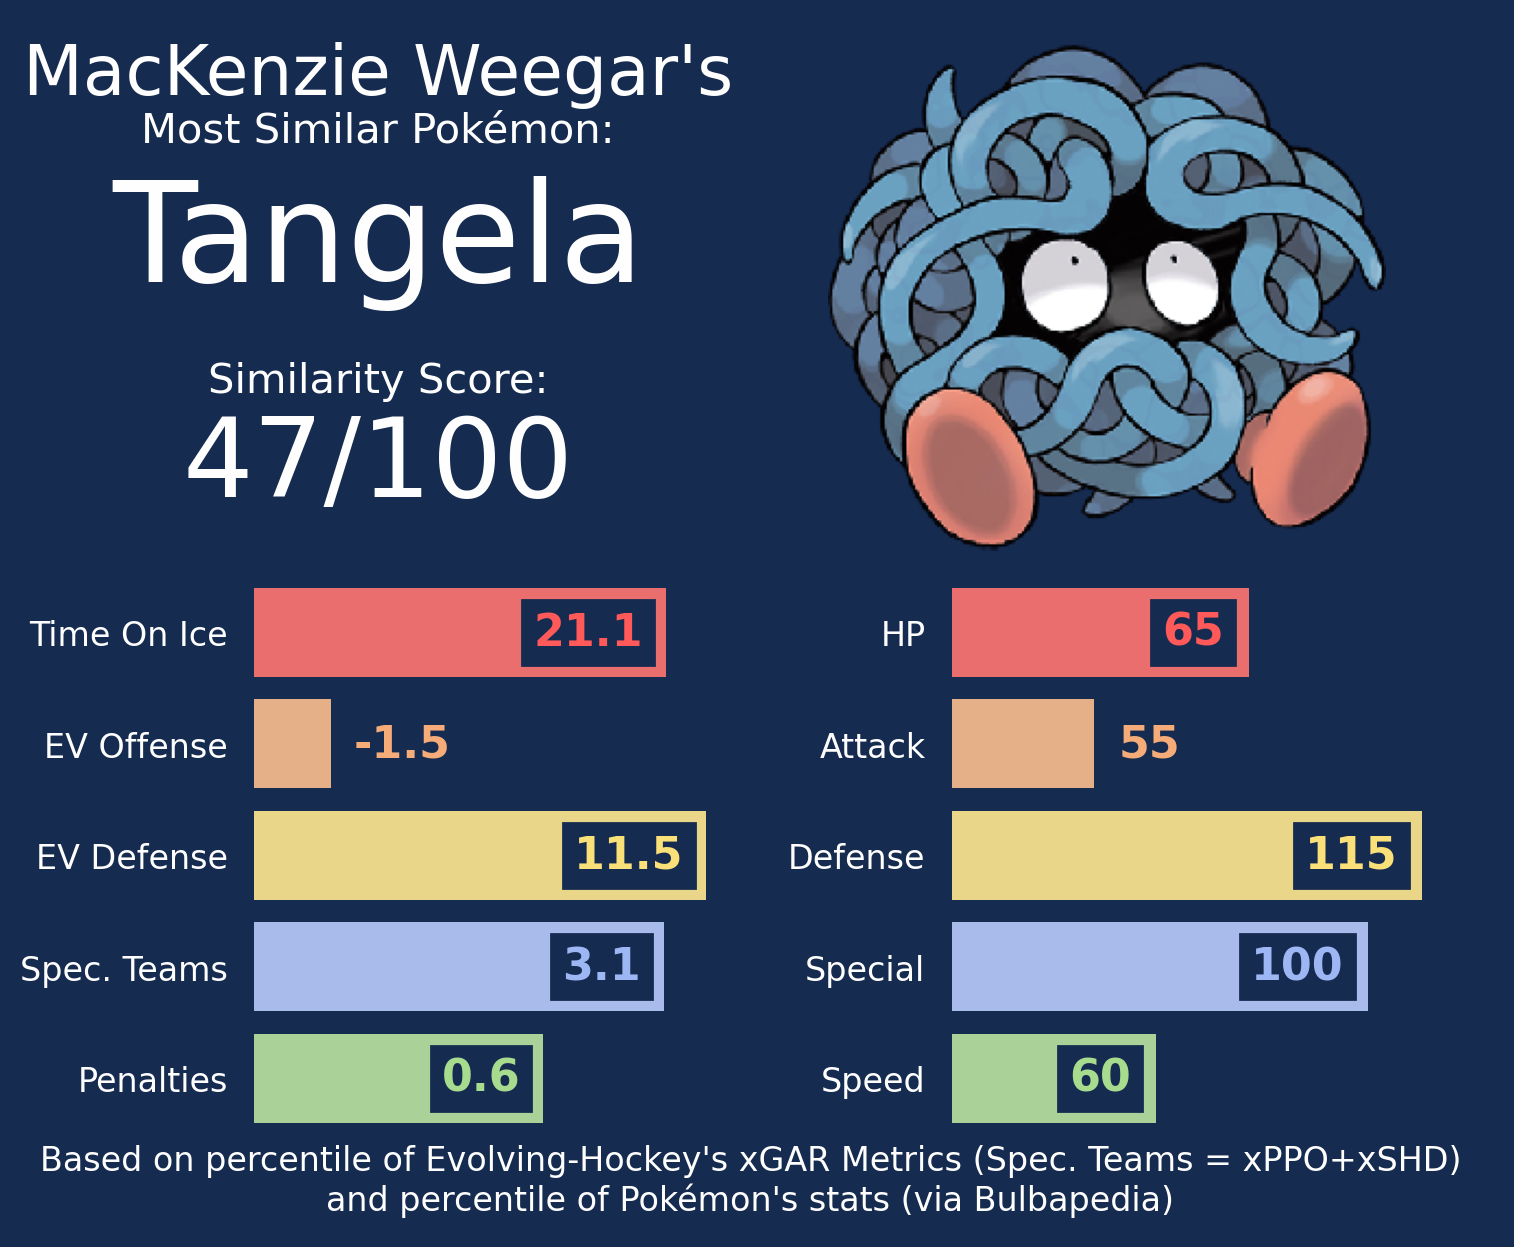 MacKenzie Weegar's
Most Similar Pokémon:
Tangela
Similarity Score:
47/100
Time On Ice 21.1
EV Offense -1.5
EV Defense 11.5
Spec. Teams 3.1
Penalties 0.6
HP 65
Attack 55
Defense 115
Special 100
Speed 60
Based on percentile of Evolving-Hockey's xGAR Metrics (Spec. Teams = xPPO+xSHD)
and percentile of Pokémon's stats (via Bulbapedia)